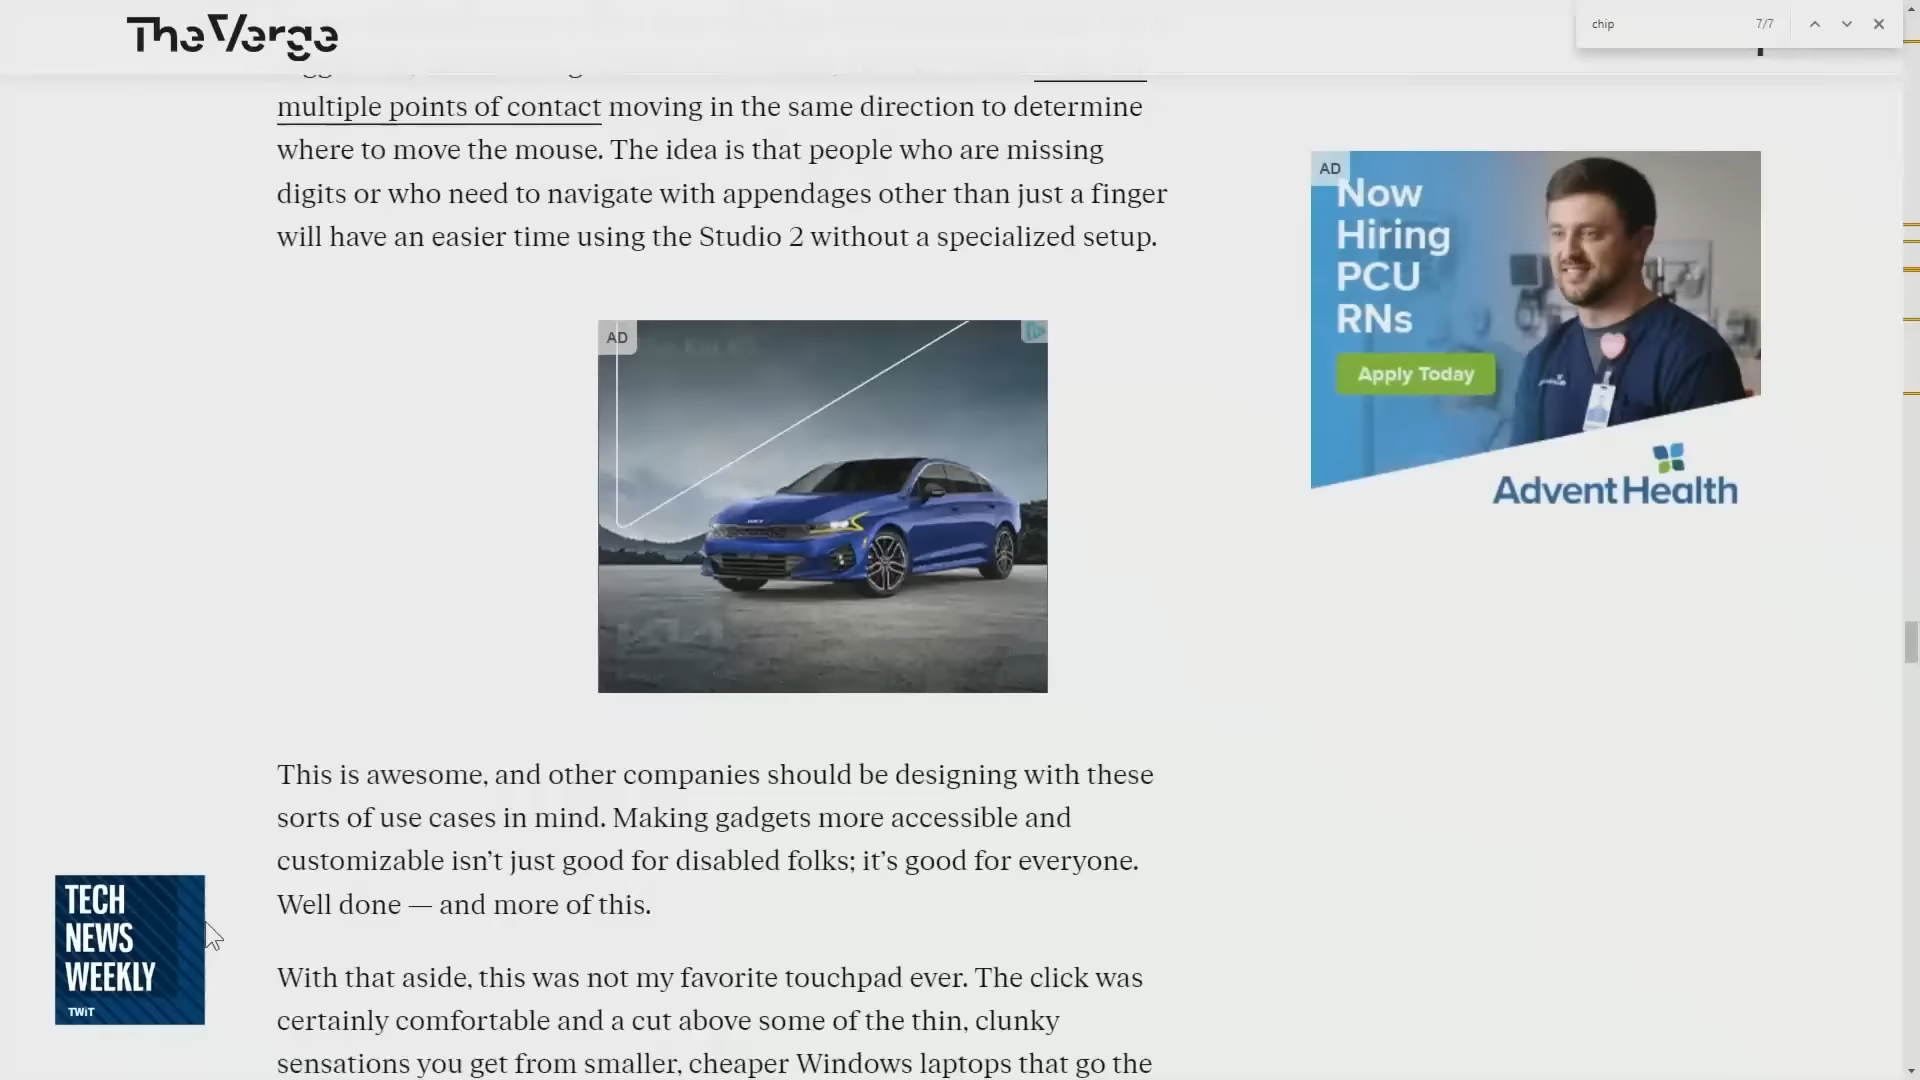 The Verge
chip
7/7
multiple points of contact moving in the same direction to determine
where to move the mouse. The idea is that people who are missing
digits or who need to navigate with appendages other than just a finger
will have an easier time using the Studio 2 without a specialized setup.
AD
AD
Now
Hiring
PCU
RNs
Apply Today
AdventHealth
This is awesome, and other companies should be designing with these
sorts of use cases in mind. Making gadgets more accessible and
customizable isn’t just good for disabled folks; it’s good for everyone.
Well done — and more of this.
TECH
NEWS
WEEKLY
TWiT
With that aside, this was not my favorite touchpad ever. The click was
certainly comfortable and a cut above some of the thin, clunky
sensations you get from smaller, cheaper Windows laptops that go the